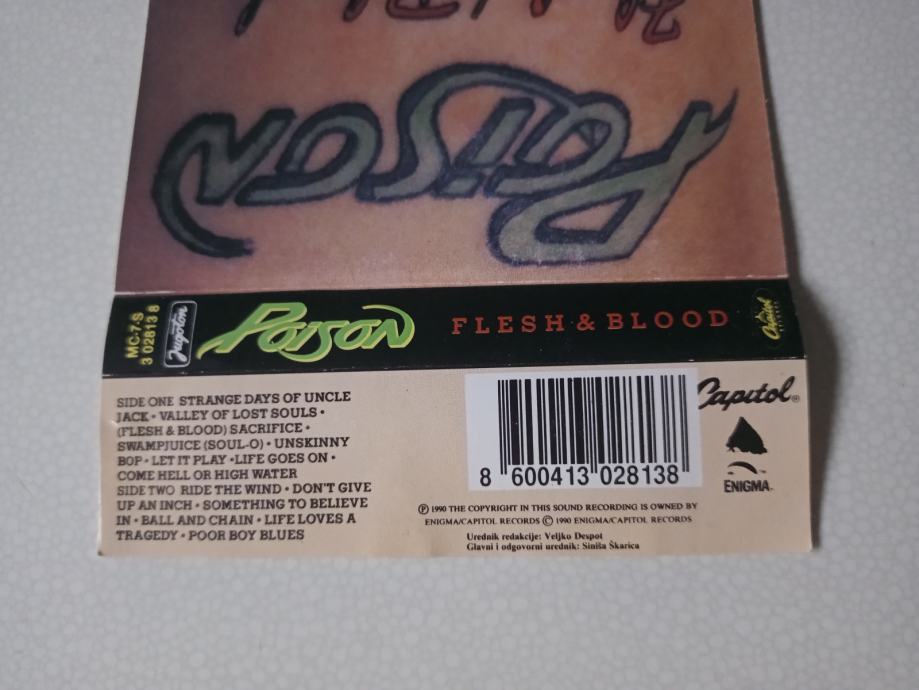 Poison
MC-7-S
3 02813 8
Jugoton
Poison
FLESH & BLOOD
Capitol
SIDE ONE STRANGE DAYS OF UNCLE
JACK • VALLEY OF LOST SOULS •
(FLESH & BLOOD) SACRIFICE •
SWAMPJUICE (SOUL-O) • UNSKINNY
BOP • LET IT PLAY • LIFE GOES ON •
COME HELL OR HIGH WATER
SIDE TWO RIDE THE WIND • DON'T GIVE
UP AN INCH • SOMETHING TO BELIEVE
IN • BALL AND CHAIN • LIFE LOVES A
TRAGEDY • POOR BOY BLUES
8 600413 028138
Capitol®
ENIGMA™
℗ 1990 THE COPYRIGHT IN THIS SOUND RECORDING IS OWNED BY
ENIGMA/CAPITOL RECORDS © 1990 ENIGMA/CAPITOL RECORDS
Urednik redakcije: Veljko Despot
Glavni i odgovorni urednik: Siniša Škarica